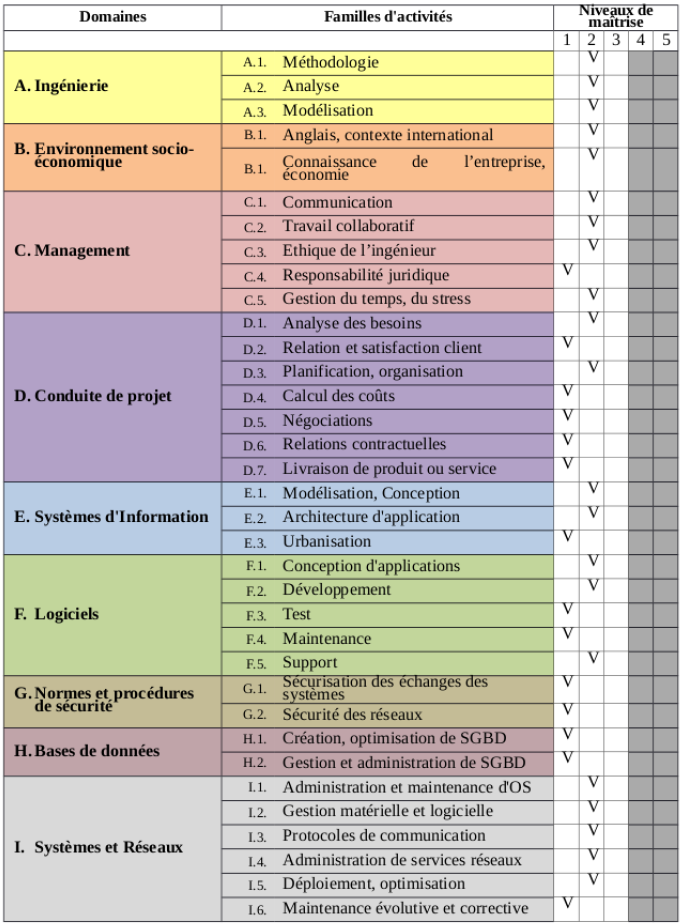 Domaines Familles d'activités Niveaux de
maîtrise
1 2 3 4 5
A. Ingénierie
A.1. Méthodologie V
A.2. Analyse V
A.3. Modélisation V
B. Environnement socio-
économique
B.1. Anglais, contexte international V
B.1. Connaissance de l’entreprise, V
économie
C. Management
C.1. Communication V
C.2. Travail collaboratif V
C.3. Ethique de l’ingénieur V
C.4. Responsabilité juridique V
C.5. Gestion du temps, du stress V
D. Conduite de projet
D.1. Analyse des besoins V
D.2. Relation et satisfaction client V
D.3. Planification, organisation V
D.4. Calcul des coûts V
D.5. Négociations V
D.6. Relations contractuelles V
D.7. Livraison de produit ou service V
E. Systèmes d'Information
E.1. Modélisation, Conception V
E.2. Architecture d'application V
E.3. Urbanisation V
F. Logiciels
F.1. Conception d'applications V
F.2. Développement V
F.3. Test V
F.4. Maintenance V
F.5. Support V
G. Normes et procédures
de sécurité
G.1. Sécurisation des échanges des V
systèmes
G.2. Sécurité des réseaux V
H. Bases de données
H.1. Création, optimisation de SGBD V
H.2. Gestion et administration de SGBD V
I. Systèmes et Réseaux
I.1. Administration et maintenance d'OS V
I.2. Gestion matérielle et logicielle V
I.3. Protocoles de communication V
I.4. Administration de services réseaux V
I.5. Déploiement, optimisation V
I.6. Maintenance évolutive et corrective V